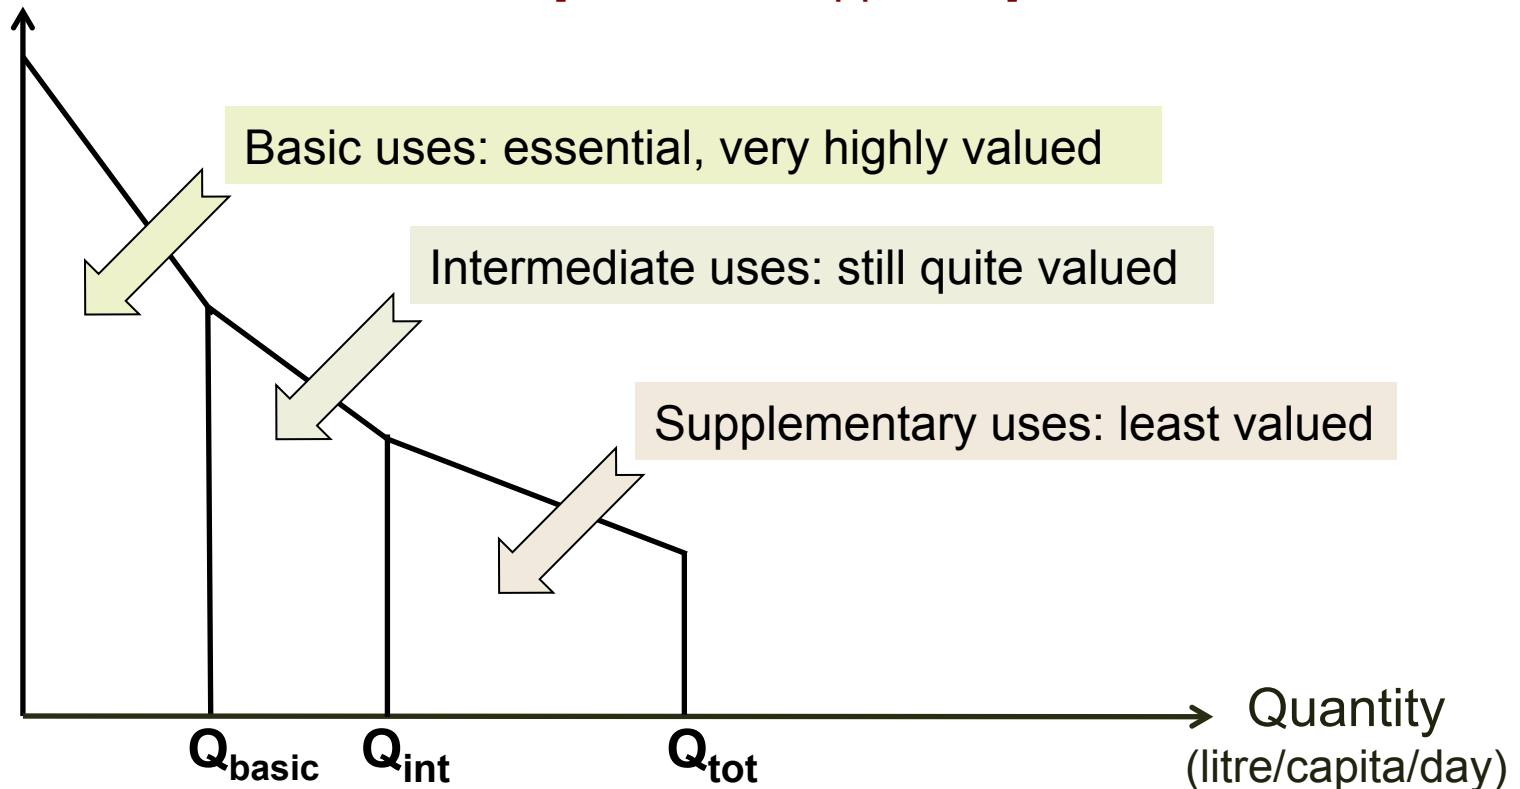 Basic uses: essential, very highly valued
Intermediate uses: still quite valued
Supplementary uses: least valued
Quantity
(litre/capita/day)
Qbasic Qint Qtot